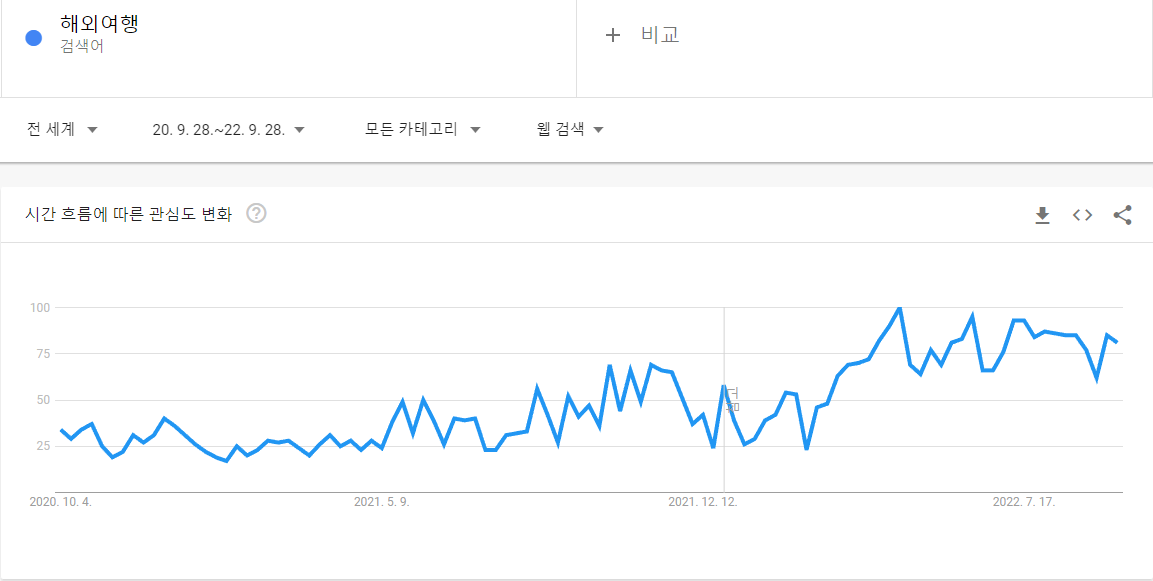 해외여행
검색어
+ 비교
전 세계
20. 9. 28.~22. 9. 28.
모든 카테고리
웹 검색
시간 흐름에 따른 관심도 변화
?
100
75
50
25
2020. 10. 4.
2021. 5. 9.
2021. 12. 12.
2022. 7. 17.